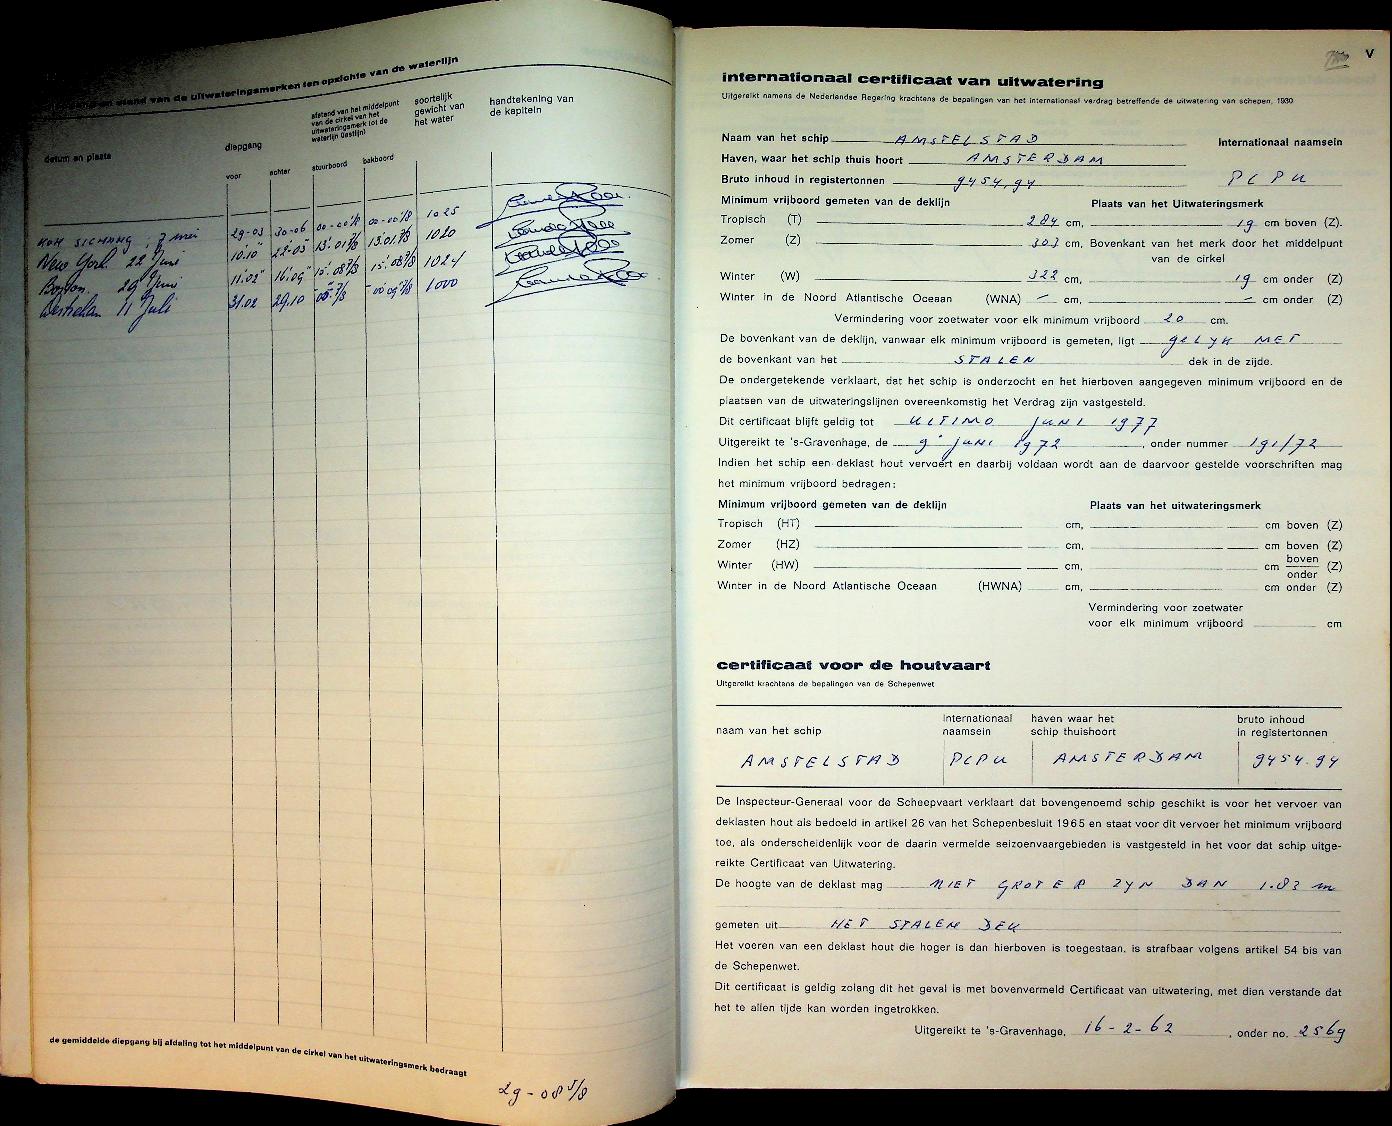 stand van de uitwateringsmerken ten opzichte van de waterlijn
datum en plaats
diepgang
voor
achter
afstand van het middelpunt
van de cirkel van het
uitwateringsmerk tot de
waterlijn (lastlijn)
stuurboord
bakboord
soortelijk
gewicht van
het water
handtekening van
de kapitein
KOH SICHANG, 7 mei 29-03 30-06 00-00 1/8 00-00 1/8 1025
New York 22 Juni 10.10" 22-05 13'.01 7/8 13'.01 7/8 1020
Boston 29 Juni 11.02" 16'.09" 15'.08 7/8 15'.08 7/8 1024
11 Juli 31.02 29.10 1.000
de gemiddelde diepgang bij afdaling tot het middelpunt van de cirkel van het uitwateringsmerk bedraagt
29-08 5/8
V
internationaal certificaat van uitwatering
Uitgereikt namens de Nederlandse Regering krachtens de bepalingen van het internationaal verdrag betreffende de uitwatering van schepen, 1930
Naam van het schip AMSTELSTAD Internationaal naamsein
Haven, waar het schip thuis hoort AMSTERDAM
Bruto inhoud in registertonnen 9454,94 PCPU
Minimum vrijboord gemeten van de deklijn Plaats van het Uitwateringsmerk
Tropisch (T) 284 cm, 19 cm boven (Z).
Zomer (Z) 303 cm, Bovenkant van het merk door het middelpunt
van de cirkel
Winter (W) 322 cm, 19 cm onder (Z)
Winter in de Noord Atlantische Oceaan (WNA) - cm, - cm onder (Z)
Vermindering voor zoetwater voor elk minimum vrijboord 20 cm.
De bovenkant van de deklijn, vanwaar elk minimum vrijboord is gemeten, ligt GELYK MET
de bovenkant van het STALEN dek in de zijde.
De ondergetekende verklaart, dat het schip is onderzocht en het hierboven aangegeven minimum vrijboord en de
plaatsen van de uitwateringslijnen overeenkomstig het Verdrag zijn vastgesteld.
Dit certificaat blijft geldig tot ULTIMO JUNI 1977
Uitgereikt te 's-Gravenhage, de 9 JUNI 1972, onder nummer 191/72
Indien het schip een deklast hout vervoert en daarbij voldaan wordt aan de daarvoor gestelde voorschriften mag
het minimum vrijboord bedragen:
Minimum vrijboord gemeten van de deklijn Plaats van het uitwateringsmerk
Tropisch (HT) cm, cm boven (Z)
Zomer (HZ) cm, cm boven (Z)
Winter (HW) cm, cm boven onder (Z)
Winter in de Noord Atlantische Oceaan (HWNA) cm, cm onder (Z)
Vermindering voor zoetwater
voor elk minimum vrijboord cm
certificaat voor de houtvaart
Uitgereikt krachtens de bepalingen van de Schepenwet
naam van het schip
internationaal
naamsein
haven waar het
schip thuishoort
bruto inhoud
in registertonnen
AMSTELSTAD PCPU AMSTERDAM 9454.94
De Inspecteur-Generaal voor de Scheepvaart verklaart dat bovengenoemd schip geschikt is voor het vervoer van
deklasten hout als bedoeld in artikel 26 van het Schepenbesluit 1965 en staat voor dit vervoer het minimum vrijboord
toe, als onderscheidenlijk voor de daarin vermelde seizoenvaargebieden is vastgesteld in het voor dat schip uitge-
reikte Certificaat van Uitwatering.
De hoogte van de deklast mag NIET GROTER ZYN DAN 1.83 m
gemeten uit HET STALEN DEK
Het voeren van een deklast hout die hoger is dan hierboven is toegestaan, is strafbaar volgens artikel 54 bis van
de Schepenwet.
Dit certificaat is geldig zolang dit het geval is met bovenvermeld Certificaat van uitwatering, met dien verstande dat
het te allen tijde kan worden ingetrokken.
Uitgereikt te 's-Gravenhage, 16-2-62, onder no. 2569